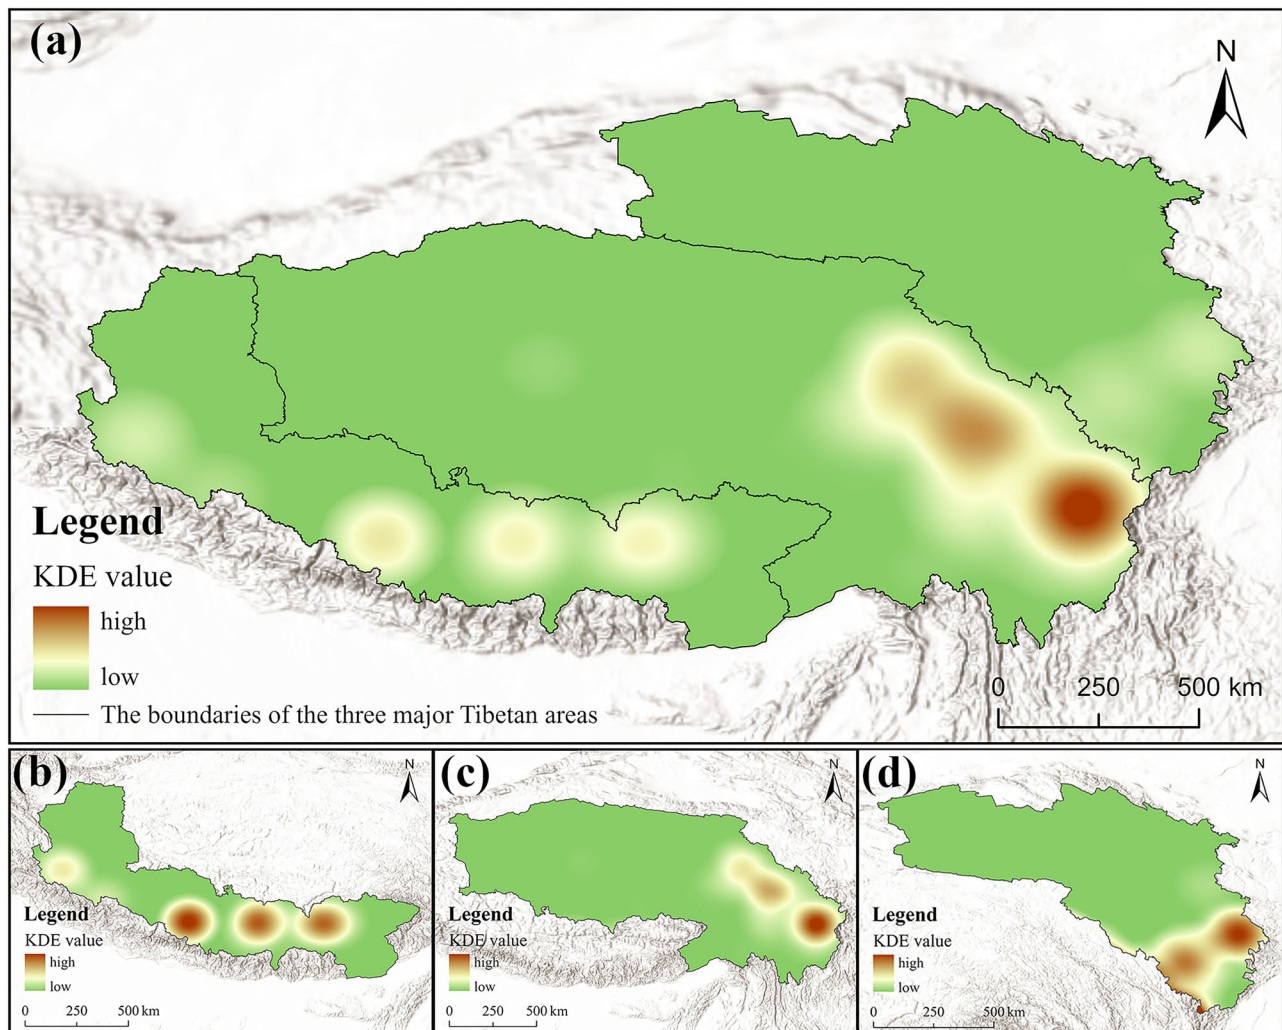 (a)
N
Legend
KDE value
high
low
The boundaries of the three major Tibetan areas
0 250 500 km
(b)
N
Legend
KDE value
high
low
0 250 500 km
(c)
N
Legend
KDE value
high
low
0 250 500 km
(d)
N
Legend
KDE value
high
low
0 250 500 km